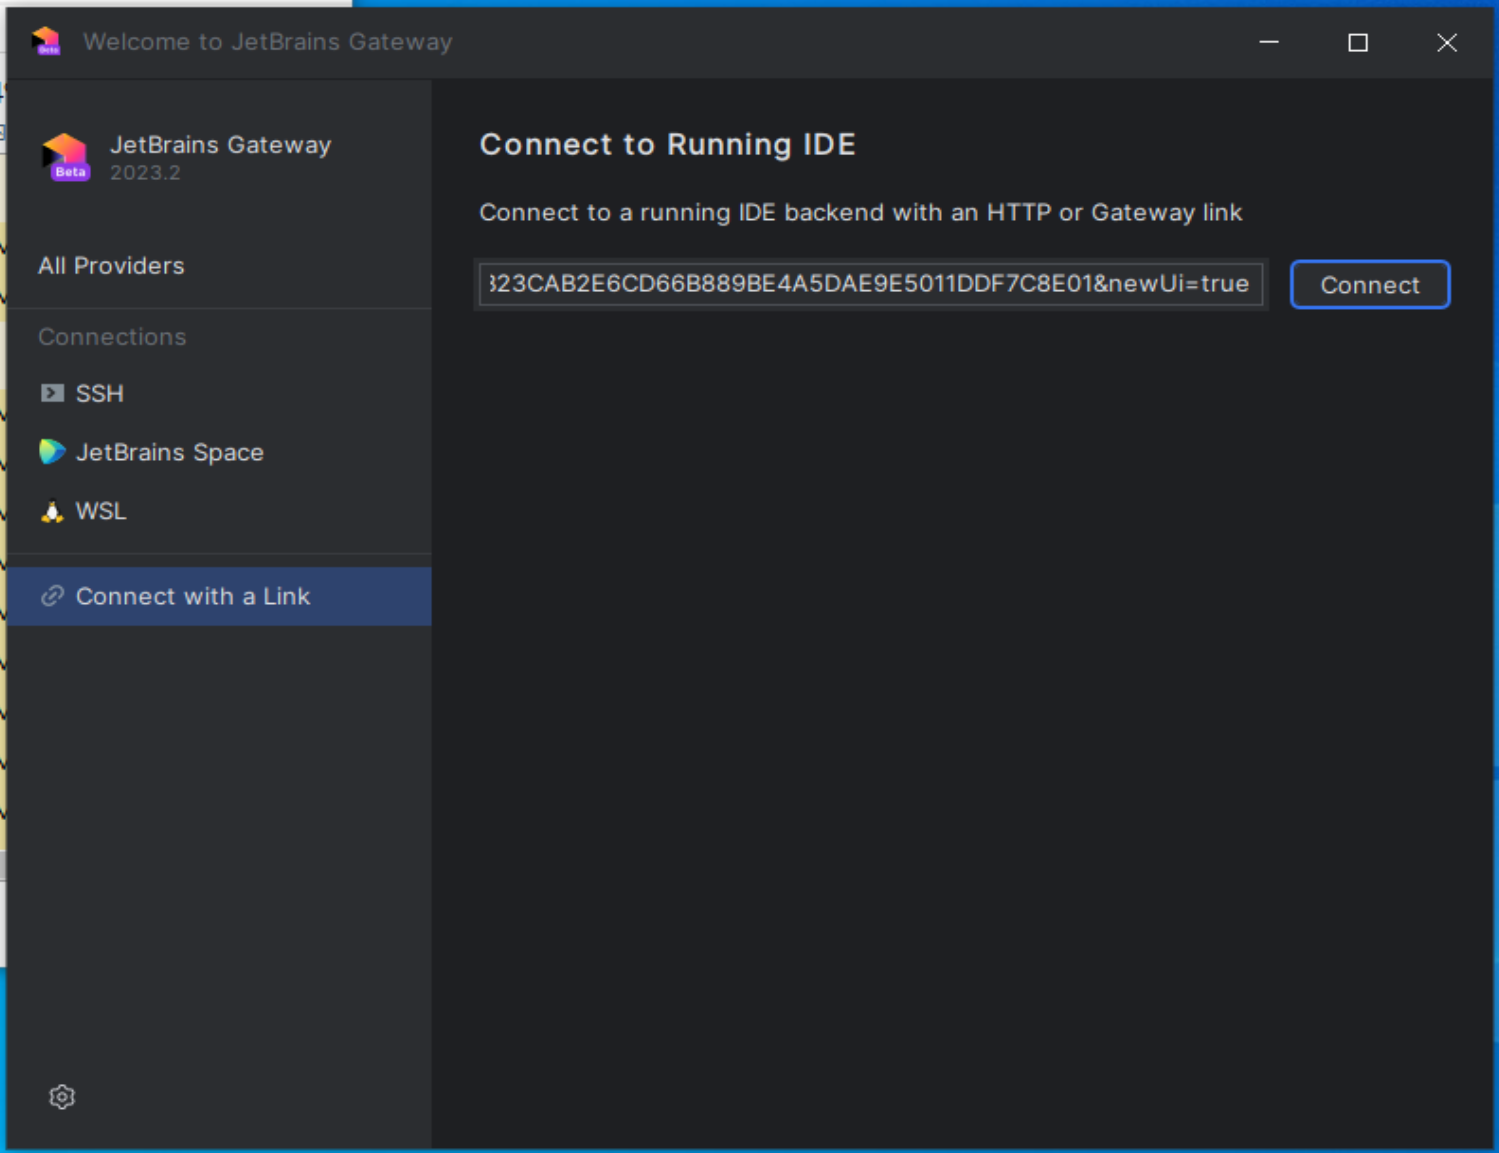 Welcome to JetBrains Gateway
JetBrains Gateway
Beta
2023.2
All Providers
Connections
SSH
JetBrains Space
WSL
Connect with a Link
Connect to Running IDE
Connect to a running IDE backend with an HTTP or Gateway link
323CAB2E6CD66B889BE4A5DAE9E5011DDF7C8E01&newUi=true
Connect